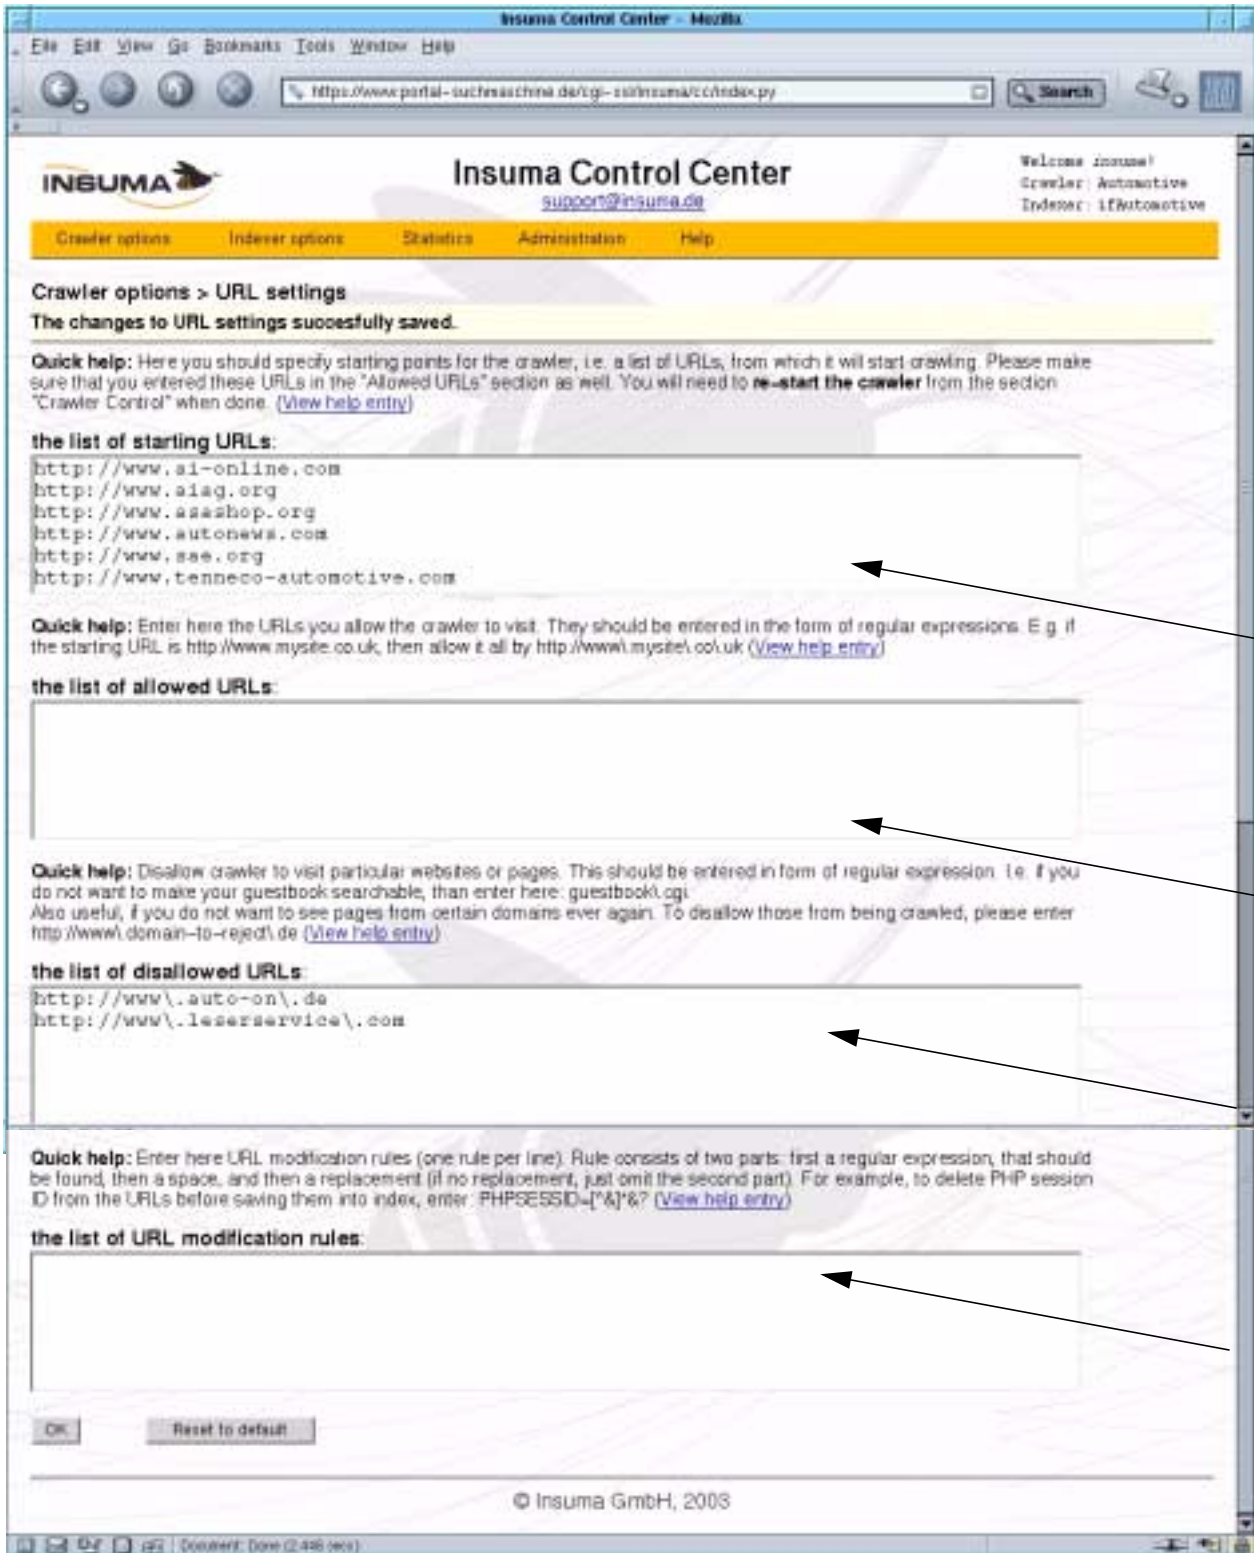 Insuma Control Center - Mozilla
File Edit View Go Bookmarks Tools Window Help
https://www.portal-suchmaschine.de/cgi-ssl/insuma/cc/index.py
Search
INSUMA
Insuma Control Center
support@insuma.de
Welcome insuma!
Crawler: Automotive
Indexer: ifAutomotive
Crawler options Indexer options Statistics Administration Help
Crawler options > URL settings
The changes to URL settings succesfully saved.
Quick help: Here you should specify starting points for the crawler, i.e. a list of URLs, from which it will start crawling. Please make
sure that you entered these URLs in the "Allowed URLs" section as well. You will need to re-start the crawler from the section
"Crawler Control" when done. (View help entry)
the list of starting URLs:
http://www.ai-online.com
http://www.aiag.org
http://www.asashop.org
http://www.autonews.com
http://www.sae.org
http://www.tenneco-automotive.com
Quick help: Enter here the URLs you allow the crawler to visit. They should be entered in the form of regular expressions. E.g. if
the starting URL is http://www.mysite.co.uk, then allow it all by http://www\.mysite\.co\.uk (View help entry)
the list of allowed URLs:
Quick help: Disallow crawler to visit particular websites or pages. This should be entered in form of regular expression. I.e. if you
do not want to make your guestbook searchable, than enter here: guestbook\.cgi
Also useful, if you do not want to see pages from certain domains ever again. To disallow those from being crawled, please enter
http://www\.domain-to-reject\.de (View help entry)
the list of disallowed URLs:
http://www\.auto-on\.de
http://www\.leserservice\.com
Quick help: Enter here URL modification rules (one rule per line). Rule consists of two parts: first a regular expression, that should
be found, then a space, and then a replacement (if no replacement, just omit the second part). For example, to delete PHP session
ID from the URLs before saving them into index, enter: PHPSESSID=[^&]*&? (View help entry)
the list of URL modification rules:
OK Reset to default
© Insuma GmbH, 2003
Document: Done (2.446 secs)